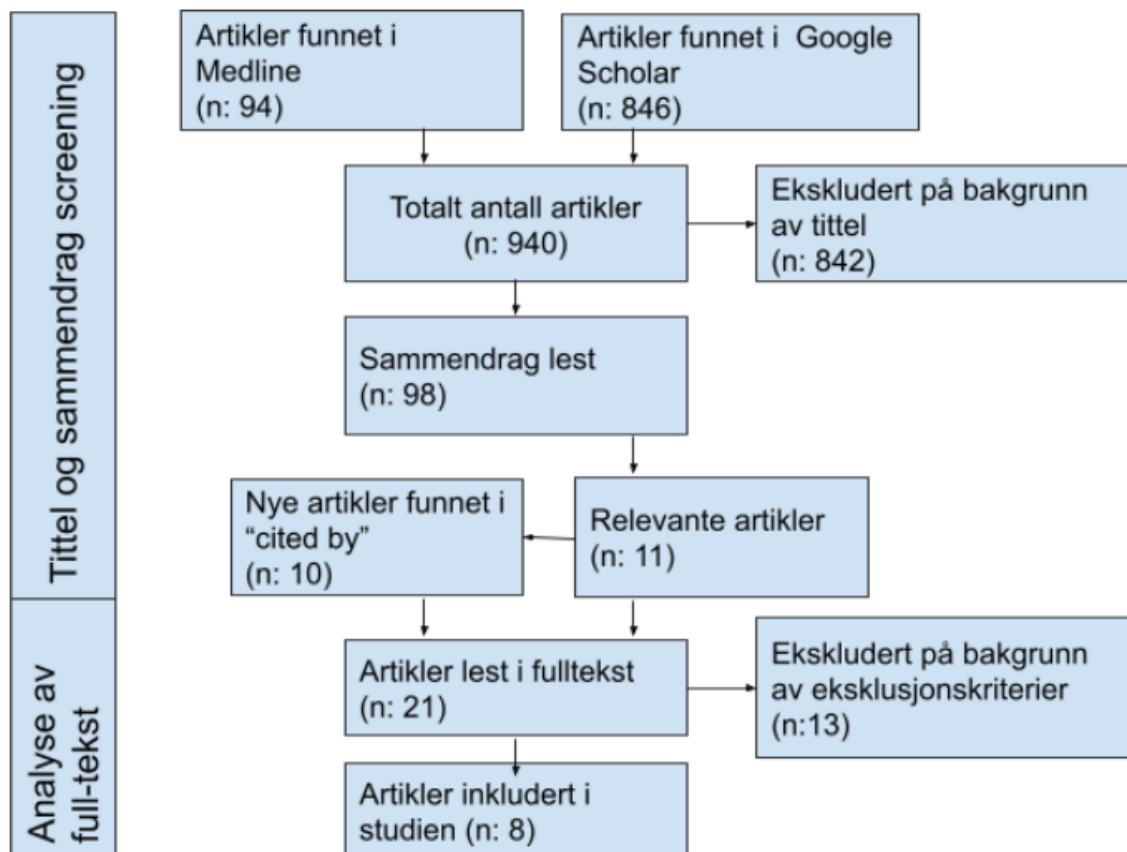 Tittel og sammendrag screening
Artikler funnet i
Medline
(n: 94)
Artikler funnet i  Google
Scholar
(n: 846)
Totalt antall artikler
(n: 940)
Ekskludert på bakgrunn
av tittel
(n: 842)
Sammendrag lest
(n: 98)
Nye artikler funnet i
“cited by”
(n: 10)
Relevante artikler
(n: 11)
Analyse av
full-tekst
Artikler lest i fulltekst
(n: 21)
Ekskludert på bakgrunn
av eksklusjonskriterier
(n:13)
Artikler inkludert i
studien (n: 8)